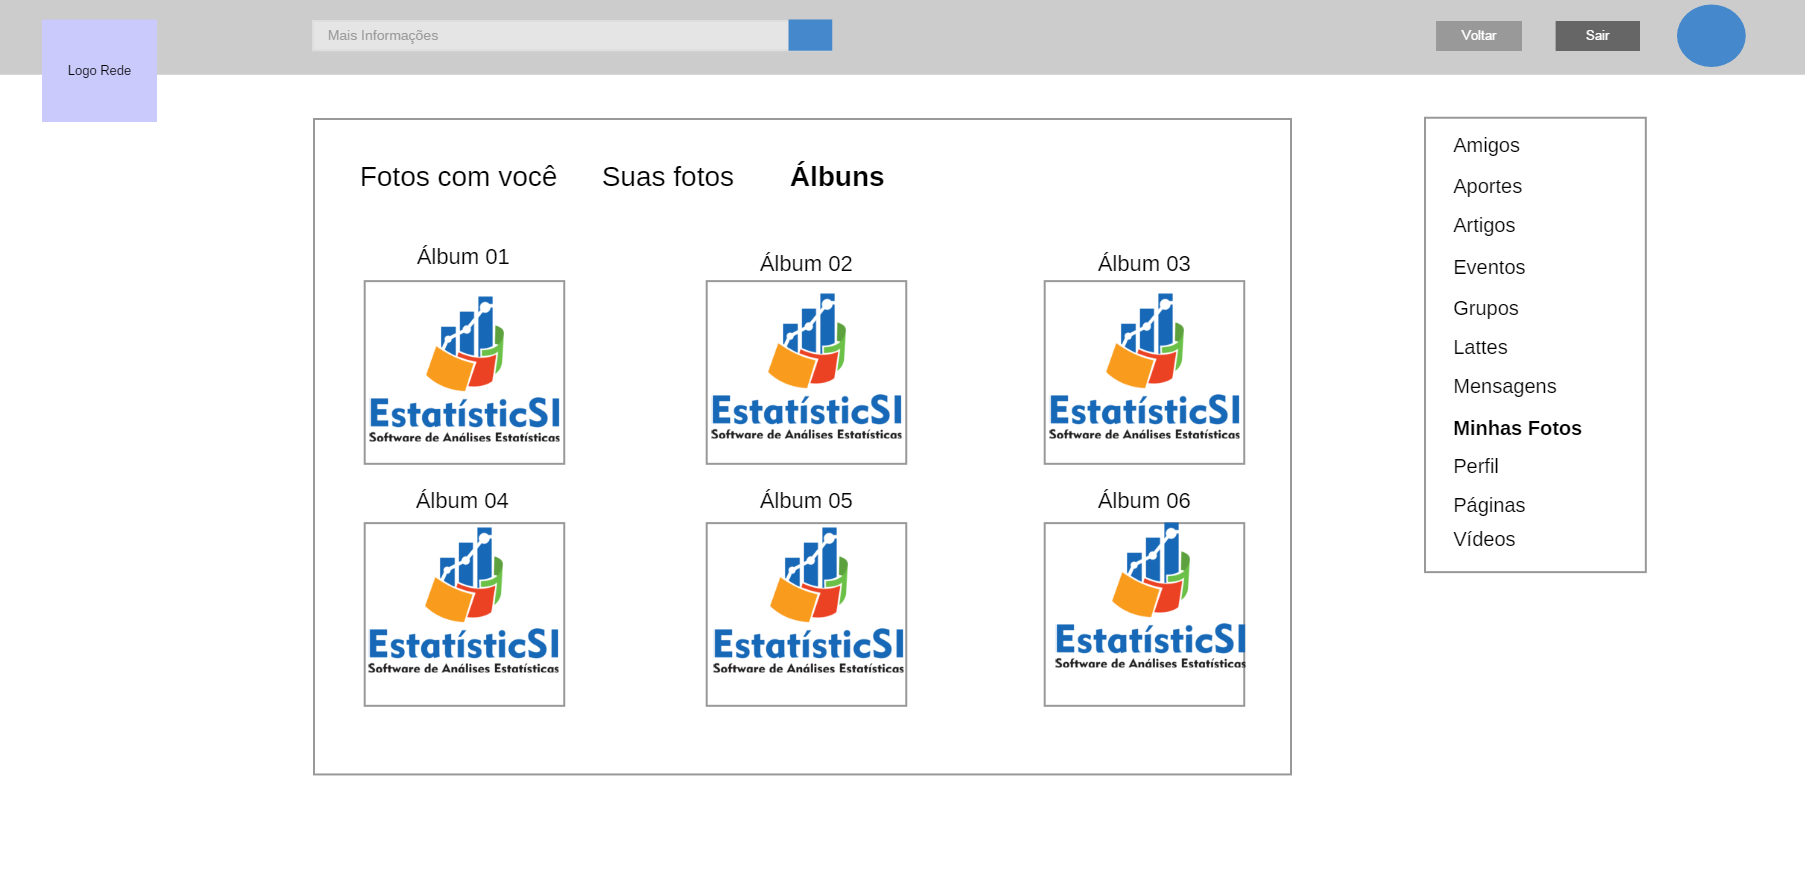 Mais Informações
Voltar
Sair
Logo Rede
Fotos com você
Suas fotos
Álbuns
Álbum 01
Álbum 02
Álbum 03
EstatísticSI
Software de Análises Estatísticas
EstatísticSI
Software de Análises Estatísticas
EstatísticSI
Software de Análises Estatísticas
Álbum 04
Álbum 05
Álbum 06
EstatísticSI
Software de Análises Estatísticas
EstatísticSI
Software de Análises Estatísticas
EstatísticSI
Software de Análises Estatísticas
Amigos
Aportes
Artigos
Eventos
Grupos
Lattes
Mensagens
Minhas Fotos
Perfil
Páginas
Vídeos